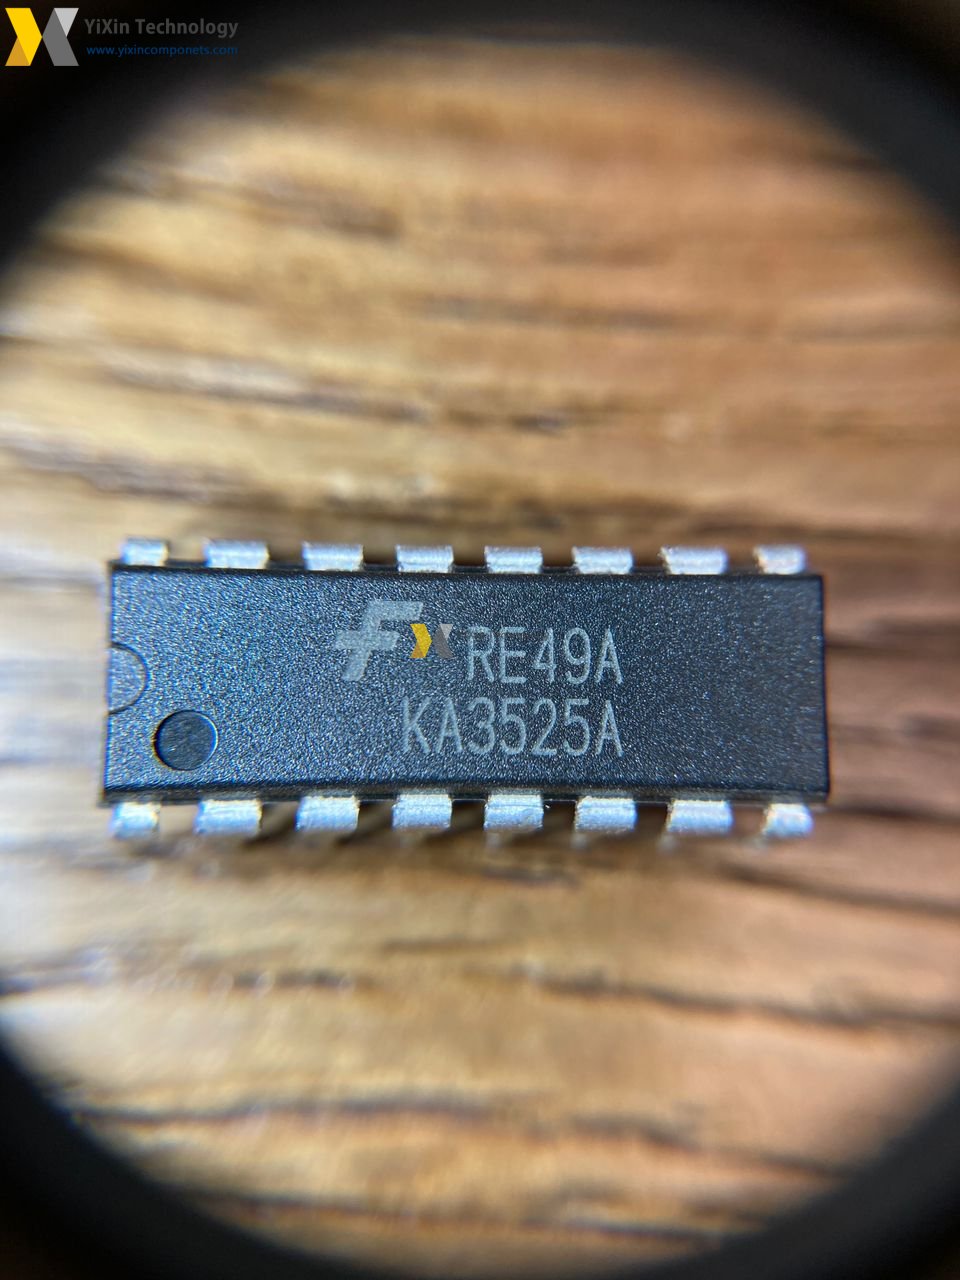 YiXin Technology
www.yixincomponets.com
RE49A
KA3525A